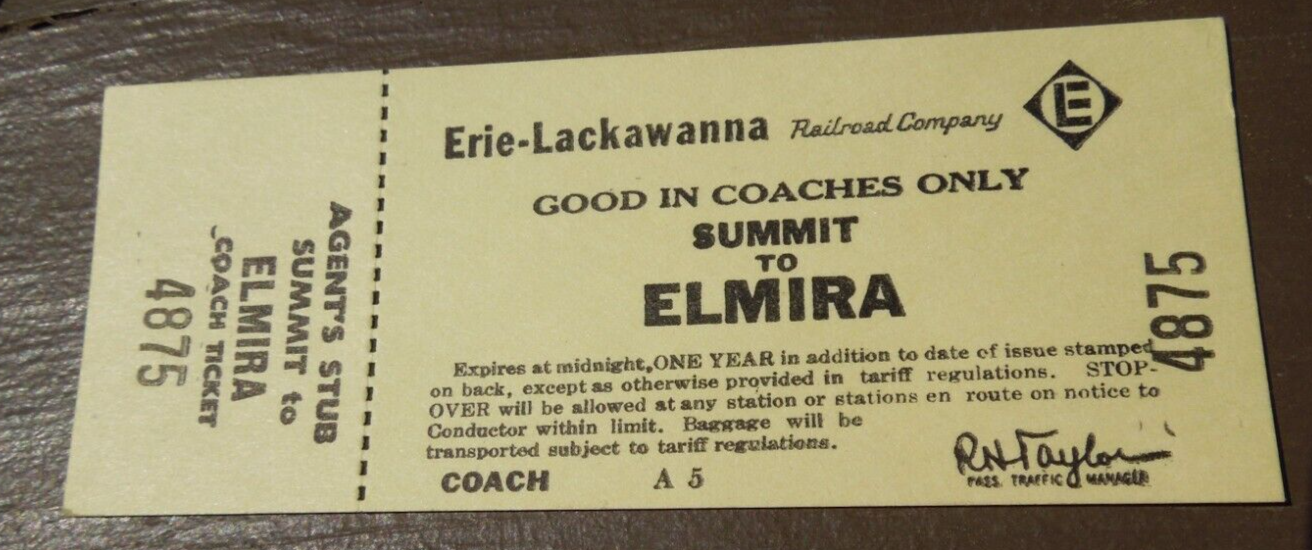 AGENT'S STUB
SUMMIT to
ELMIRA
COACH TICKET
4875
Erie-Lackawanna Railroad Company E
GOOD IN COACHES ONLY
SUMMIT
TO
ELMIRA
4875
Expires at midnight, ONE YEAR in addition to date of issue stamped
on back, except as otherwise provided in tariff regulations. STOP-
OVER will be allowed at any station or stations en route on notice to
Conductor within limit. Baggage will be
transported subject to tariff regulations.
RH Taylor
COACH A 5
PASS. TRAFFIC MANAGER